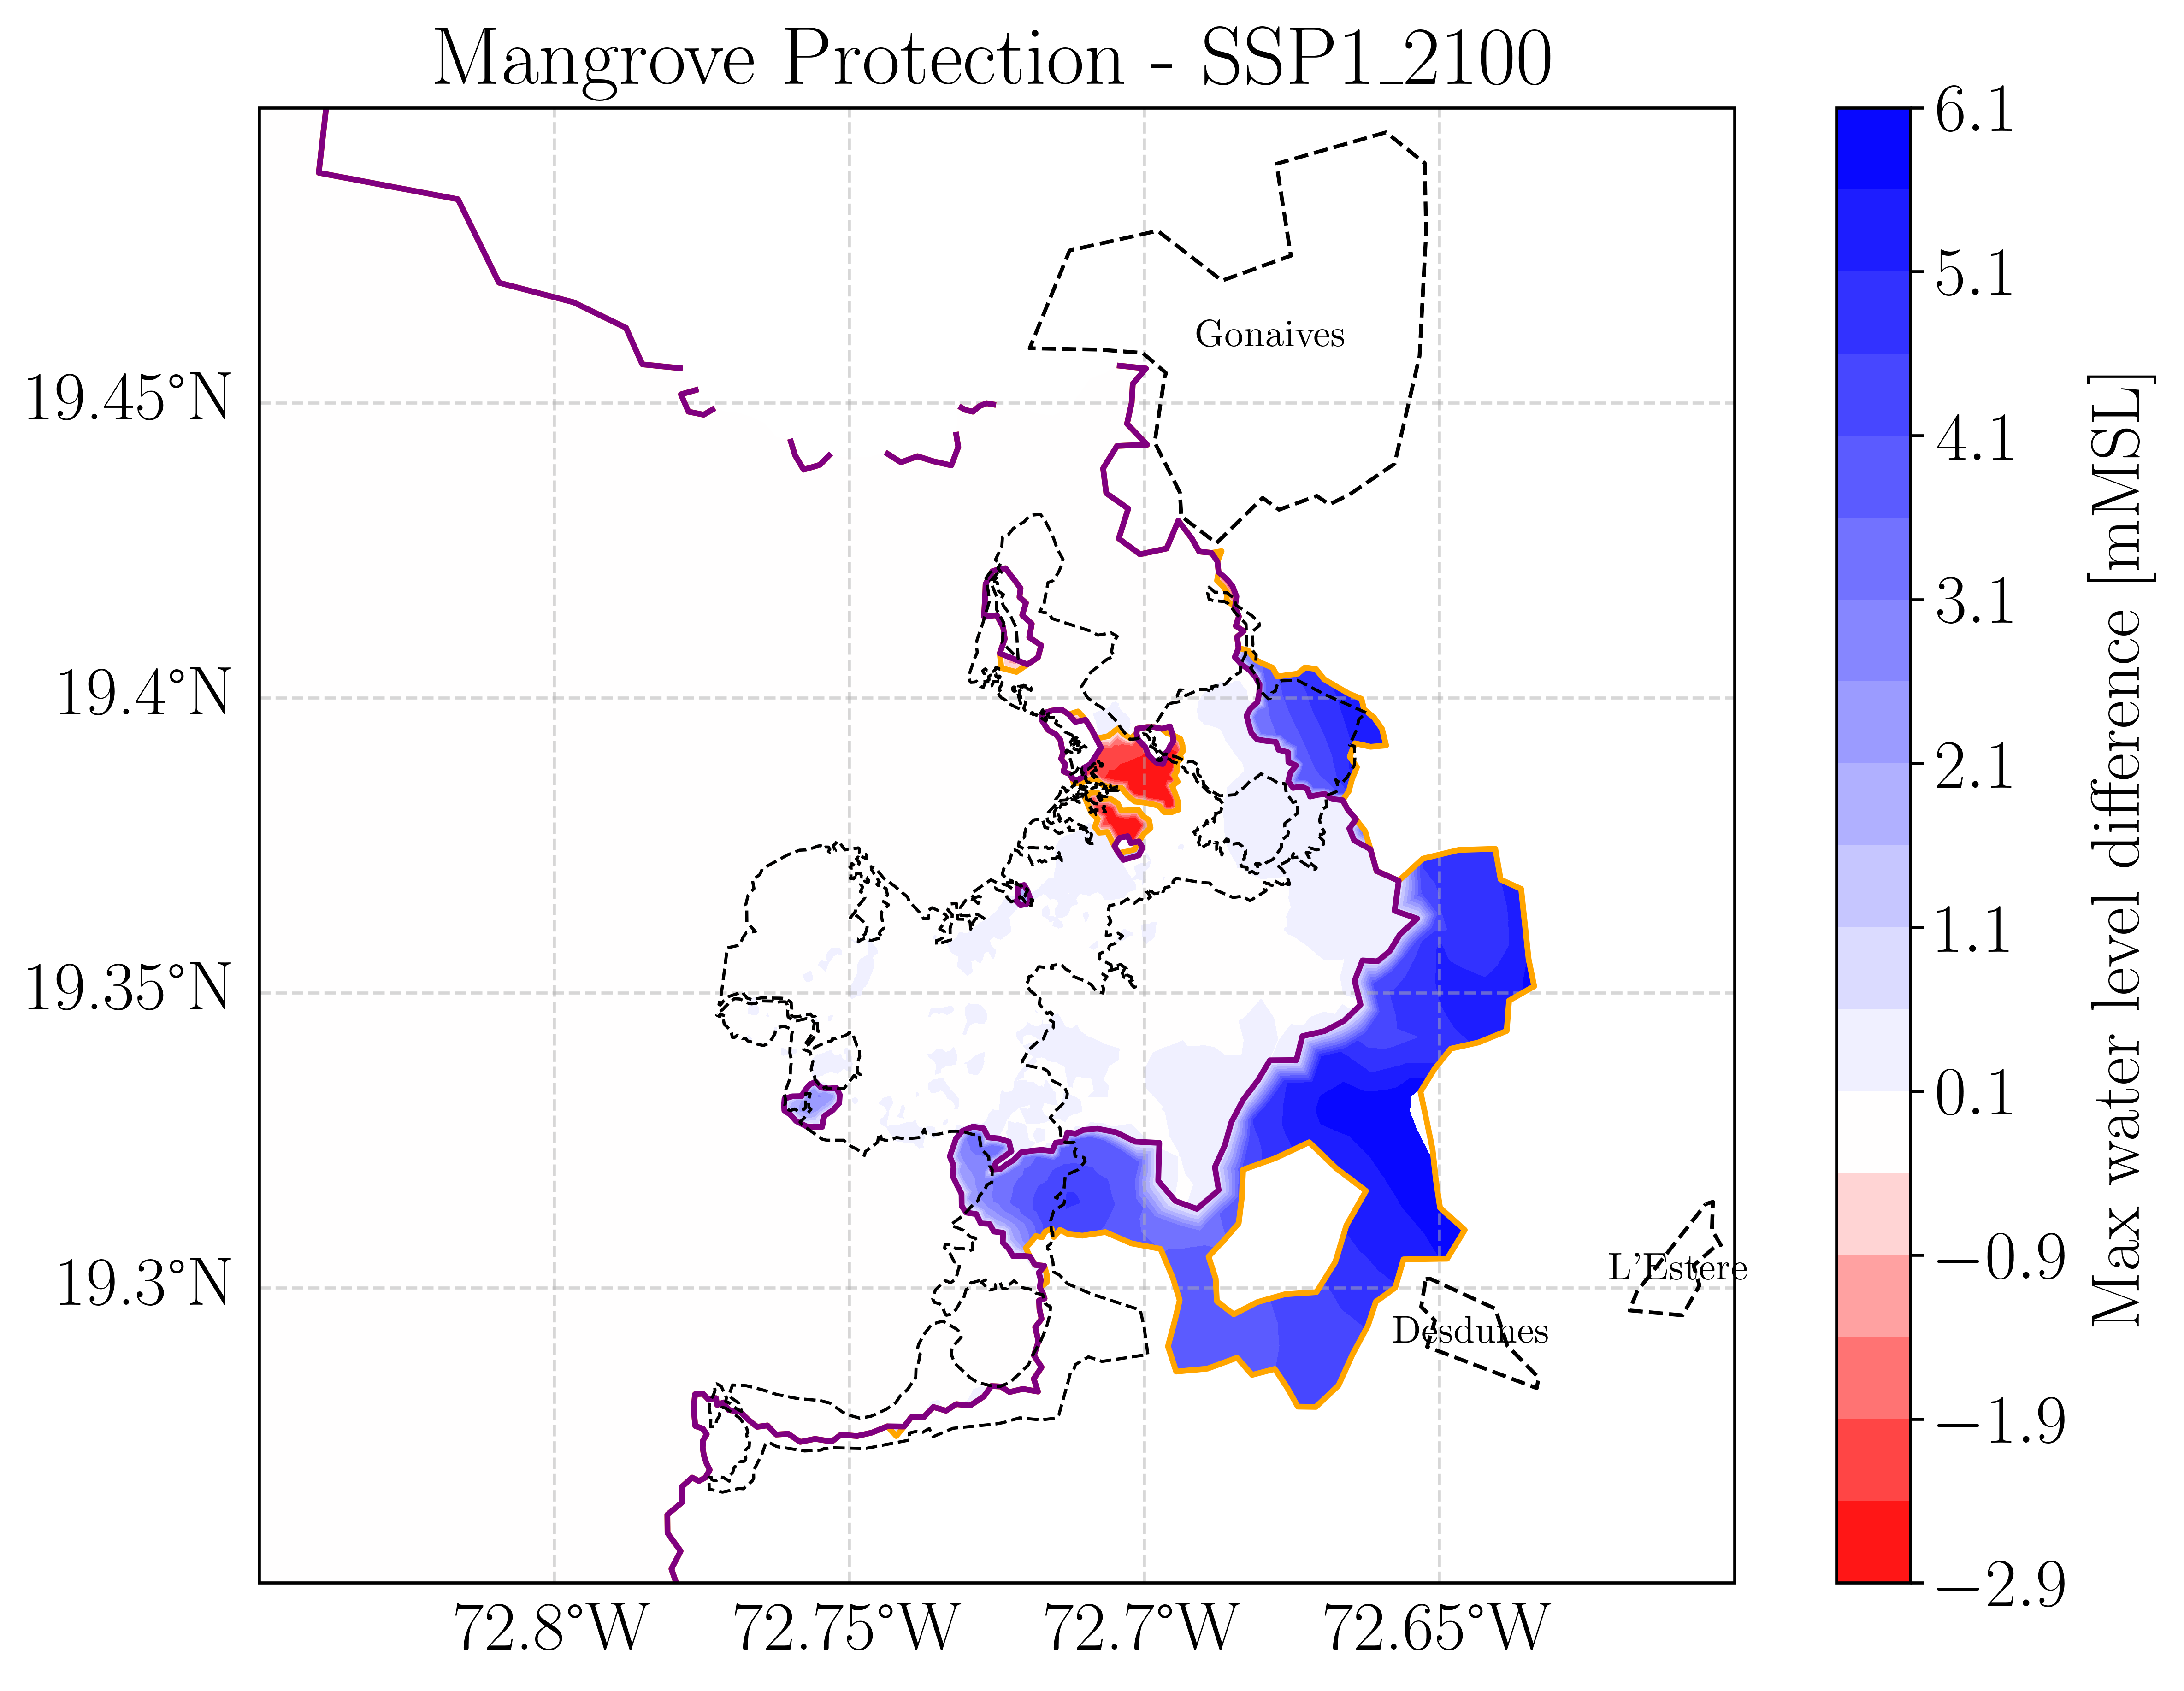 Mangrove Protection - SSP1_2100
Gonaives
L'Estere
Desdunes
19.45°N
19.4°N
19.35°N
19.3°N
72.8°W
72.75°W
72.7°W
72.65°W
6.1
5.1
4.1
3.1
2.1
1.1
0.1
−0.9
−1.9
−2.9
Max water level difference [mMSL]